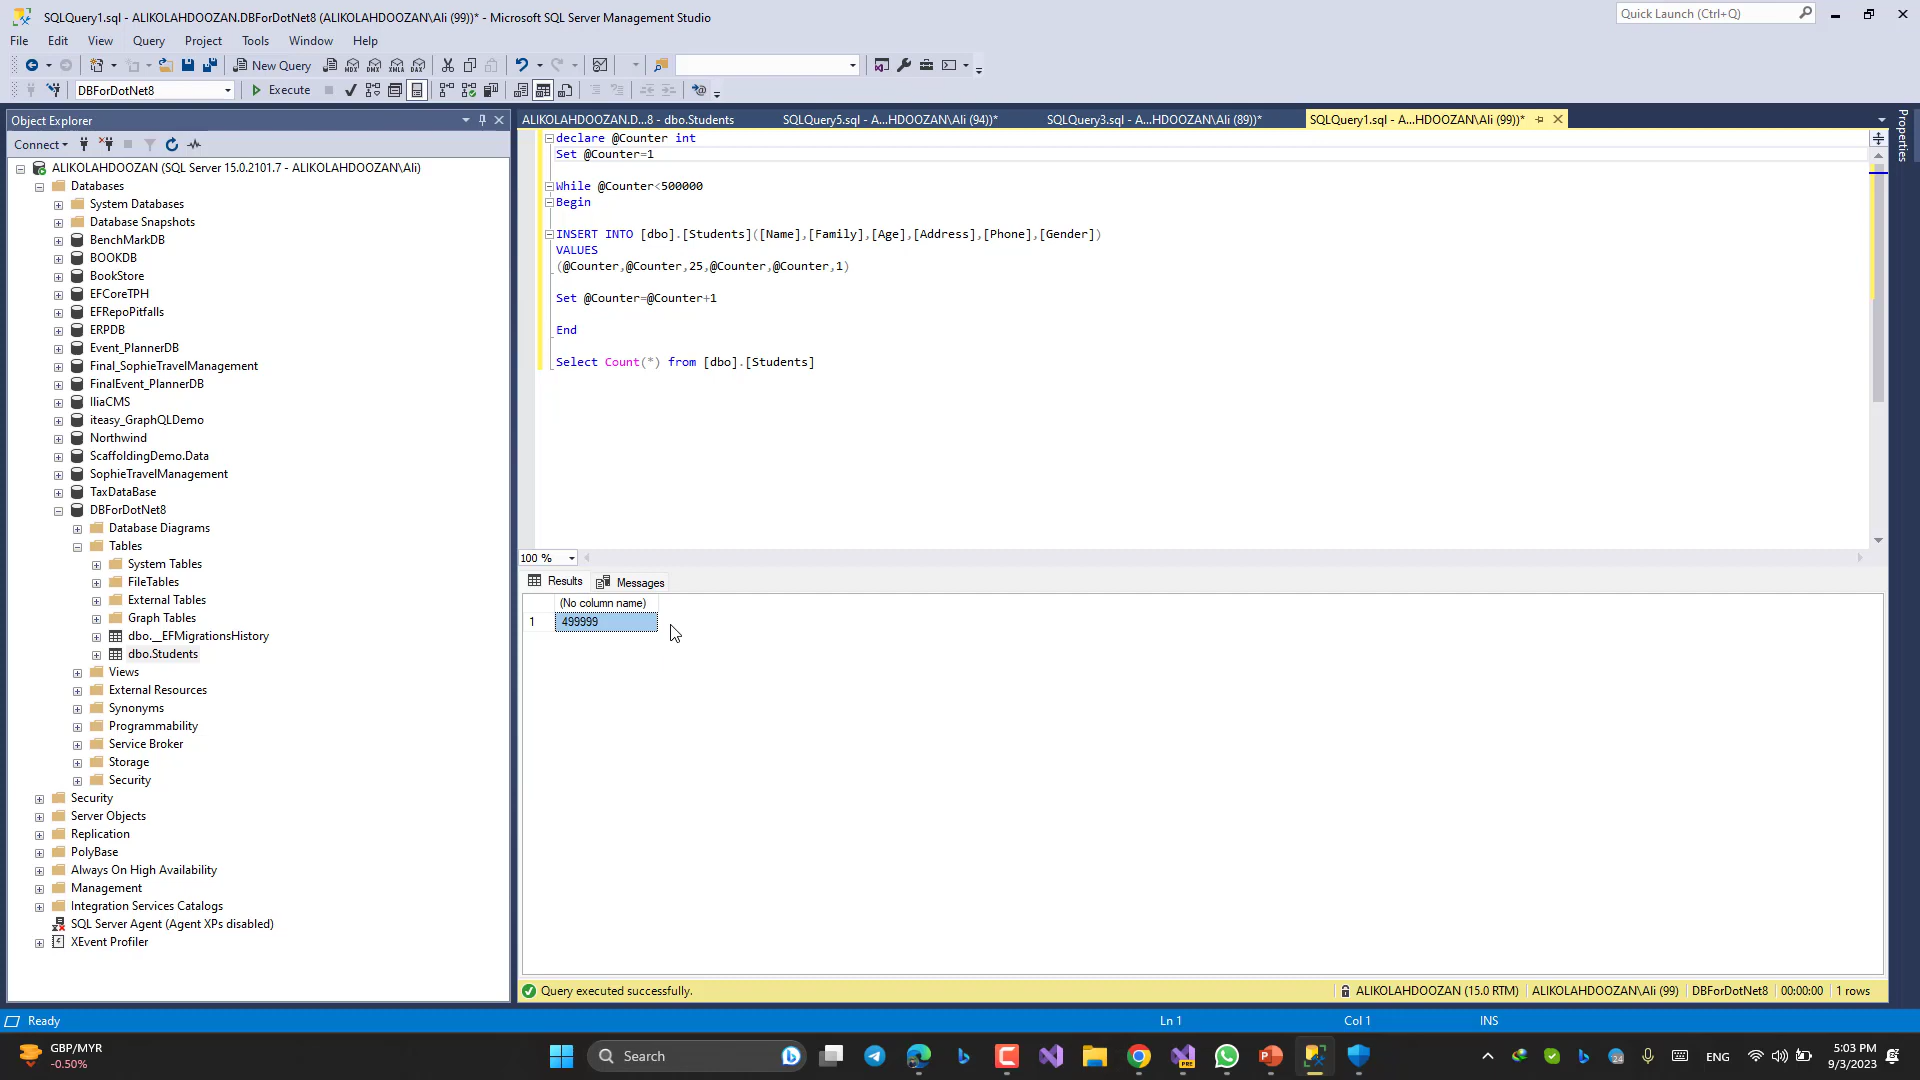 SQLQuery1.sql - ALIKOLAHDOOZAN.DBForDotNet8 (ALIKOLAHDOOZAN\Ali (99))* - Microsoft SQL Server Management Studio
Quick Launch (Ctrl+Q)
File Edit View Query Project Tools Window Help
New Query
DBForDotNet8 Execute
Object Explorer
Connect
ALIKOLAHDOOZAN (SQL Server 15.0.2101.7 - ALIKOLAHDOOZAN\Ali)
Databases
System Databases
Database Snapshots
BenchMarkDB
BOOKDB
BookStore
EFCoreTPH
EFRepoPitfalls
ERPDB
Event_PlannerDB
Final_SophieTravelManagement
FinalEvent_PlannerDB
IliaCMS
iteasy_GraphQLDemo
Northwind
ScaffoldingDemo.Data
SophieTravelManagement
TaxDataBase
DBForDotNet8
Database Diagrams
Tables
System Tables
FileTables
External Tables
Graph Tables
dbo.__EFMigrationsHistory
dbo.Students
Views
External Resources
Synonyms
Programmability
Service Broker
Storage
Security
Security
Server Objects
Replication
PolyBase
Always On High Availability
Management
Integration Services Catalogs
SQL Server Agent (Agent XPs disabled)
XEvent Profiler
ALIKOLAHDOOZAN.D...8 - dbo.Students SQLQuery5.sql - A...HDOOZAN\Ali (94))* SQLQuery3.sql - A...HDOOZAN\Ali (89))* SQLQuery1.sql - A...HDOOZAN\Ali (99))*
Properties
declare @Counter int
Set @Counter=1
While @Counter<500000
Begin
INSERT INTO [dbo].[Students]([Name],[Family],[Age],[Address],[Phone],[Gender])
VALUES
(@Counter,@Counter,25,@Counter,@Counter,1)
Set @Counter=@Counter+1
End
Select Count(*) from [dbo].[Students]
100 %
Results Messages
(No column name)
1 499999
Query executed successfully.
ALIKOLAHDOOZAN (15.0 RTM) ALIKOLAHDOOZAN\Ali (99) DBForDotNet8 00:00:00 1 rows
Ready Ln 1 Col 1 INS
GBP/MYR
-0.50%
Search
ENG
5:03 PM
9/3/2023